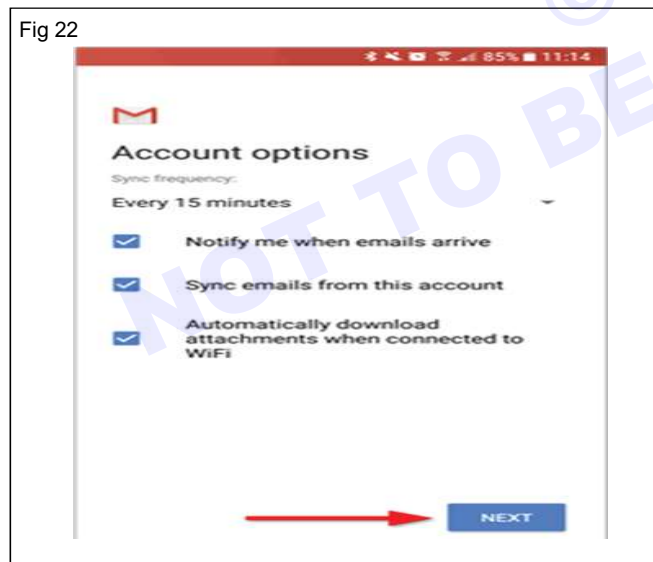 Fig 22
85% 11:14
Account options
Sync frequency:
Every 15 minutes
Notify me when emails arrive
Sync emails from this account
Automatically download
attachments when connected to
WiFi
NEXT
©
NOT TO BE